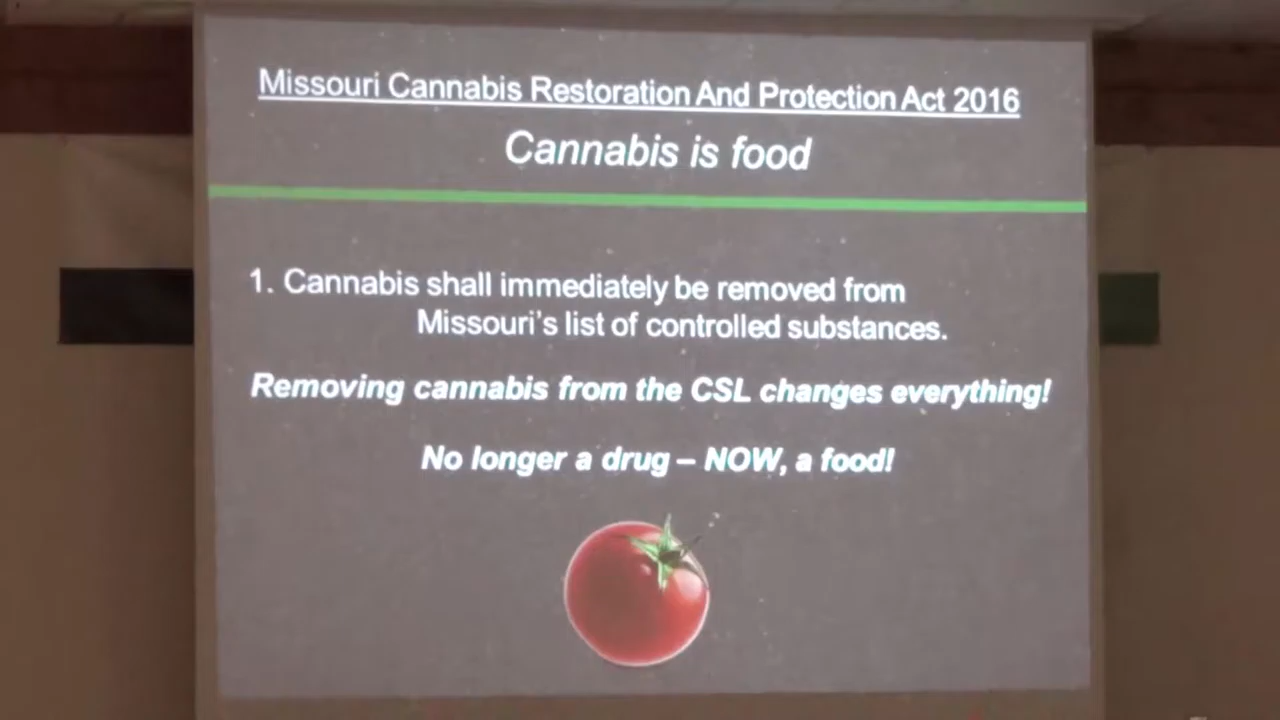 Missouri Cannabis Restoration And Protection Act 2016
Cannabis is food
1. Cannabis shall immediately be removed from
Missouri's list of controlled substances.
Removing cannabis from the CSL changes everything!
No longer a drug – NOW, a food!